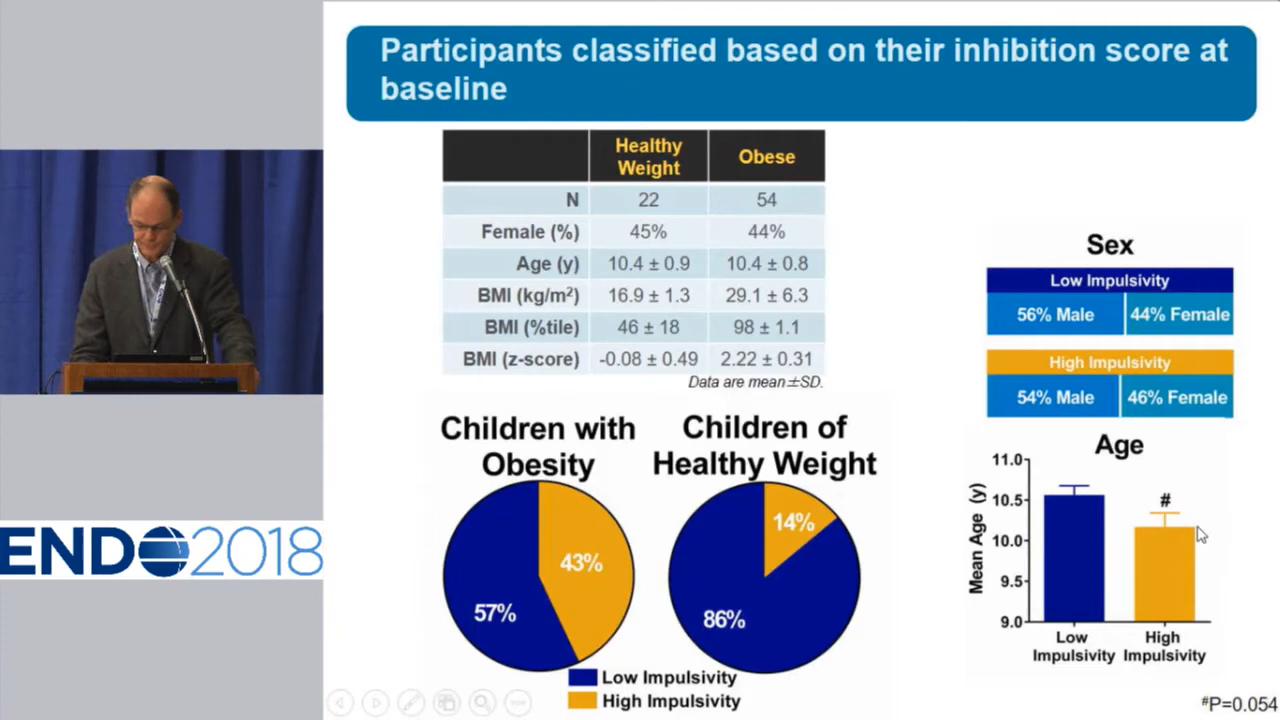 Participants classified based on their inhibition score at
baseline
Healthy
Weight
Obese
N 22 54
Female (%) 45% 44%
Age (y) 10.4 ± 0.9 10.4 ± 0.8
BMI (kg/m²) 16.9 ± 1.3 29.1 ± 6.3
BMI (%tile) 46 ± 18 98 ± 1.1
BMI (z-score) -0.08 ± 0.49 2.22 ± 0.31
Data are mean±SD.
Children with
Obesity
43%
57%
Children of
Healthy Weight
14%
86%
Low Impulsivity
High Impulsivity
Sex
Low Impulsivity
56% Male 44% Female
High Impulsivity
54% Male 46% Female
Age
Mean Age (y)
11.0
10.5
10.0
9.5
9.0
#
Low
Impulsivity
High
Impulsivity
#P=0.054
ENDO2018